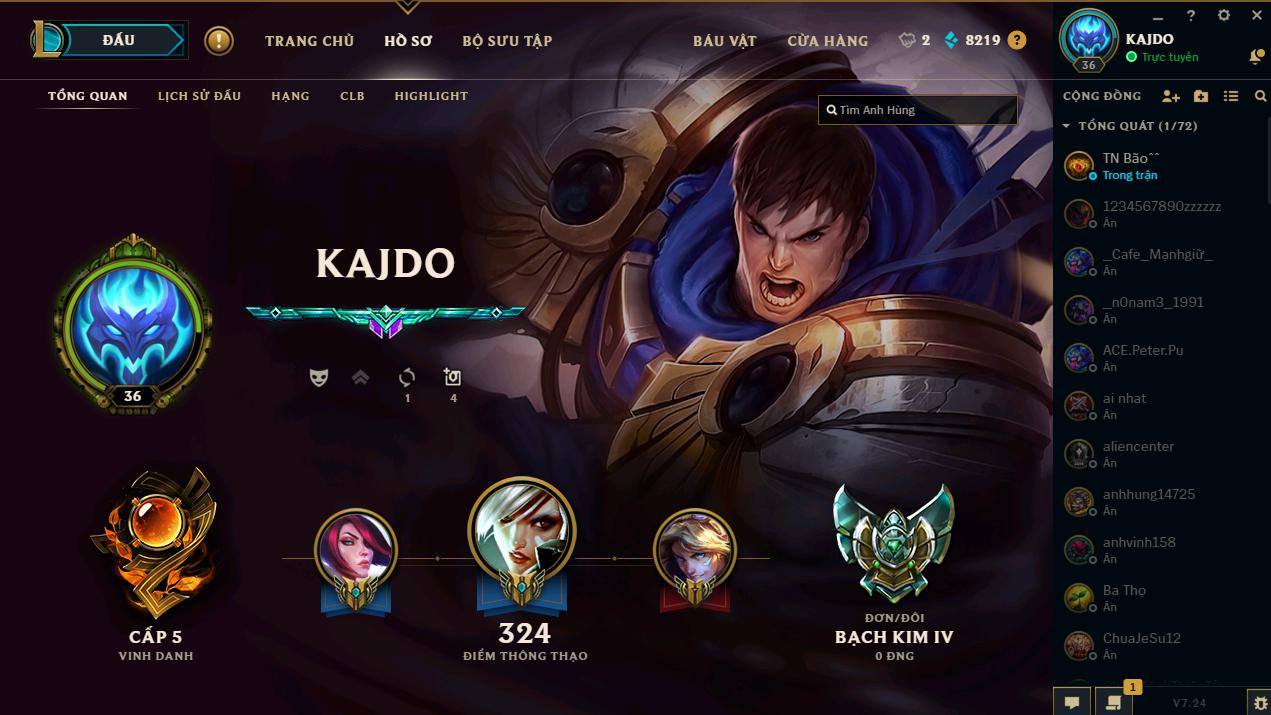 ĐẤU
!
TRANG CHỦ
HỒ SƠ
BỘ SƯU TẬP
BÁU VẬT
CỬA HÀNG
2
8219
?
?
KAJDO
Trực tuyến
36
TỔNG QUAN
LỊCH SỬ ĐẤU
HẠNG
CLB
HIGHLIGHT
Tìm Anh Hùng
CỘNG ĐỒNG
TỔNG QUÁT (1/72)
TN Bão^^
Trong trận
1234567890zzzzzz
Ẩn
_Cafe_Mạnhgiữ_
Ẩn
_n0nam3_1991
Ẩn
ACE.Peter.Pu
Ẩn
ai nhat
Ẩn
aliencenter
Ẩn
anhhung14725
Ẩn
anhvinh158
Ẩn
Ba Thọ
Ẩn
ChuaJeSu12
Ẩn
KAJDO
36
1
4
CẤP 5
VINH DANH
324
ĐIỂM THÔNG THẠO
ĐƠN/ĐÔI
BẠCH KIM IV
0 ĐNG
1
V7.24